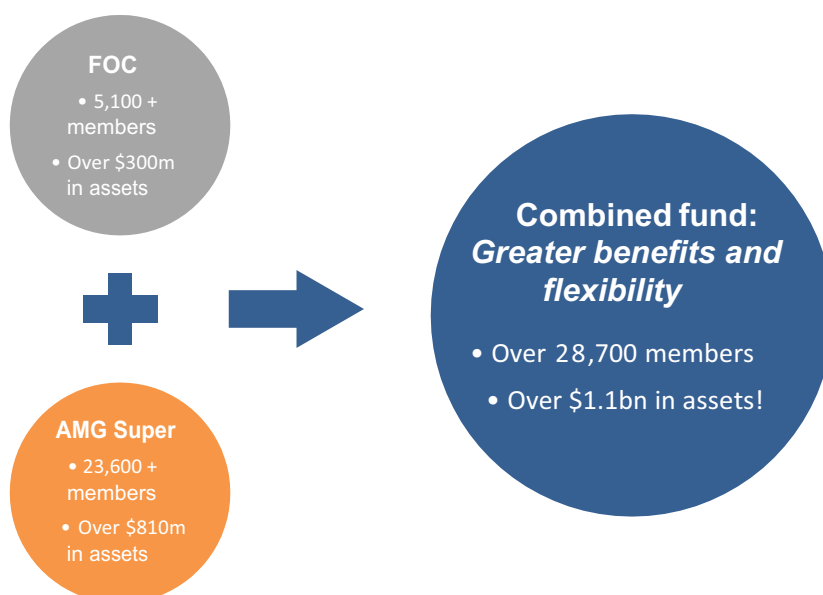 FOC
• 5,100 +
members
• Over $300m
in assets
AMG Super
• 23,600 +
members
• Over $810m
in assets
Combined fund:
Greater benefits and
flexibility
• Over 28,700 members
• Over $1.1bn in assets!